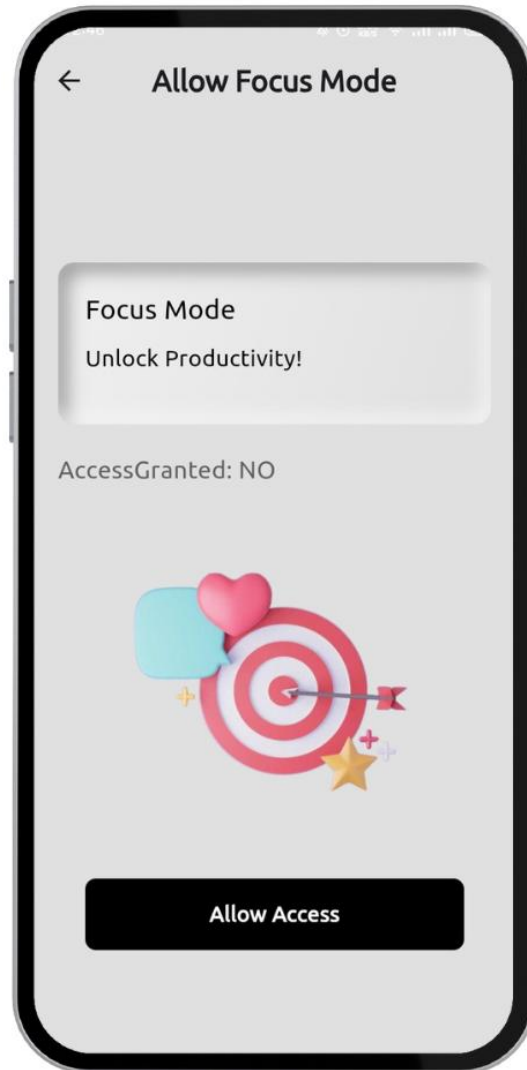 Allow Focus Mode
Focus Mode
Unlock Productivity!
AccessGranted: NO
Allow Access